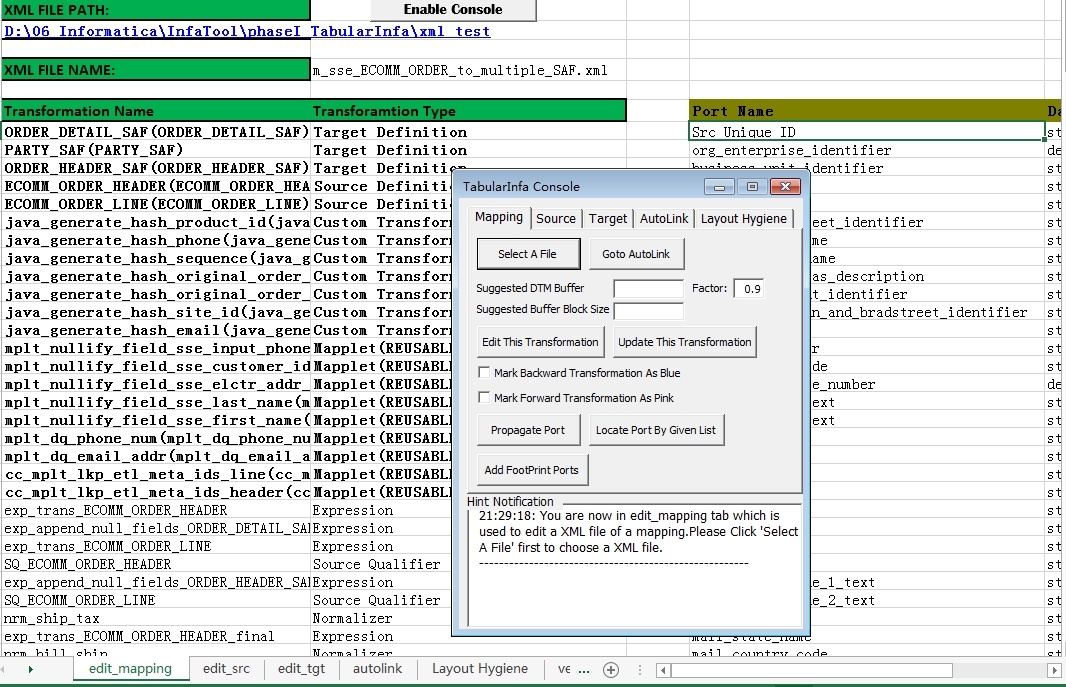 XML FILE PATH:
Enable Console
D:\06_Informatica\InfaTool\phaseI_TabularInfa\xml_test
XML FILE NAME:
m_sse_ECOMM_ORDER_to_multiple_SAF.xml
Transformation Name
Transforamtion Type
Port Name
Da
ORDER_DETAIL_SAF(ORDER_DETAIL_SAF)
Target Definition
Src_Unique_ID
st
PARTY_SAF(PARTY_SAF)
Target Definition
org_enterprise_identifier
de
ORDER_HEADER_SAF(ORDER_HEADER_SAF)
Target Definition
business_unit_identifier
st
ECOMM_ORDER_HEADER(ECOMM_ORDER_HEA
Source Definiti
st
ECOMM_ORDER_LINE(ECOMM_ORDER_LINE)
Source Definiti
st
java_generate_hash_product_id(java
Custom Transfor
eet_identifier
st
java_generate_hash_phone(java_gene
Custom Transfor
me
st
java_generate_hash_sequence(java_g
Custom Transfor
ame
st
java_generate_hash_original_order_
Custom Transfor
as_description
st
java_generate_hash_original_order_
Custom Transfor
t_identifier
st
java_generate_hash_site_id(java_ge
Custom Transfor
n_and_bradstreet_identifier
st
java_generate_hash_email(java_gene
Custom Transfor
st
mplt_nullify_field_sse_input_phone
Mapplet(REUSABL
r
st
mplt_nullify_field_sse_customer_id
Mapplet(REUSABL
de
st
mplt_nullify_field_sse_elctr_addr_
Mapplet(REUSABL
e_number
de
mplt_nullify_field_sse_last_name(m
Mapplet(REUSABL
ext
st
mplt_nullify_field_sse_first_name(
Mapplet(REUSABL
ext
st
mplt_dq_phone_num(mplt_dq_phone_nu
Mapplet(REUSABL
st
mplt_dq_email_addr(mplt_dq_email_a
Mapplet(REUSABL
st
cc_mplt_lkp_etl_meta_ids_line(cc_m
Mapplet(REUSABL
st
cc_mplt_lkp_etl_meta_ids_header(cc
Mapplet(REUSABL
st
exp_trans_ECOMM_ORDER_HEADER
Expression
st
exp_append_null_fields_ORDER_DETAIL_SA
Expression
st
exp_trans_ECOMM_ORDER_LINE
Expression
st
SQ_ECOMM_ORDER_HEADER
Source Qualifier
st
exp_append_null_fields_ORDER_HEADER_SA
Expression
e_1_text
st
SQ_ECOMM_ORDER_LINE
Source Qualifier
e_2_text
st
nrm_ship_tax
Normalizer
st
exp_trans_ECOMM_ORDER_HEADER_final
Expression
mail_state_name
st
nrm_bill_ship
Normalizer
mail_country_code
st
TabularInfa Console
Mapping
Source
Target
AutoLink
Layout Hygiene
Select A File
Goto AutoLink
Suggested DTM Buffer
Factor:
0.9
Suggested Buffer Block Size
Edit This Transformation
Update This Transformation
Mark Backward Transformation As Blue
Mark Forward Transformation As Pink
Propagate Port
Locate Port By Given List
Add FootPrint Ports
Hint Notification
21:29:18: You are now in edit_mapping tab which is
used to edit a XML file of a mapping.Please Click 'Select
A File' first to choose a XML file.
------------------------------------------------------
edit_mapping
edit_src
edit_tgt
autolink
Layout Hygiene
ve
...